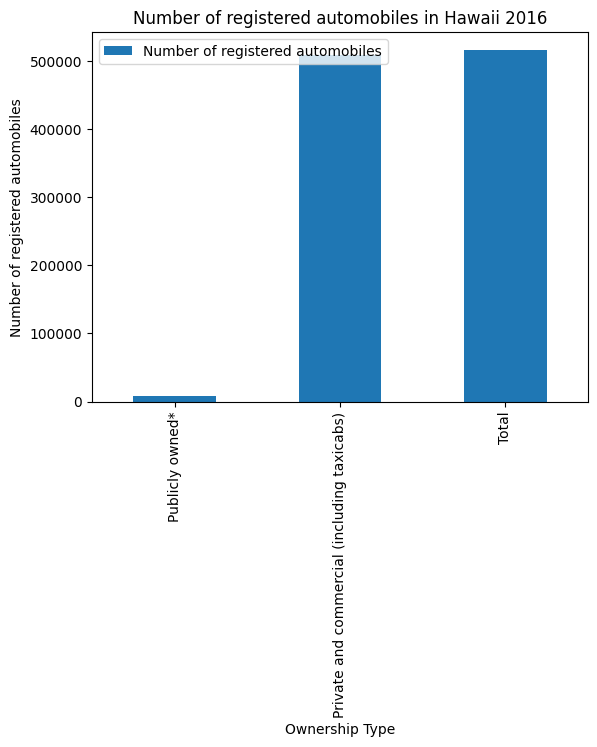 Number of registered automobiles in Hawaii 2016
Number of registered automobiles
500000
400000
300000
200000
100000
0
Number of registered automobiles
Publicly owned*
Private and commercial (including taxicabs)
Total
Ownership Type